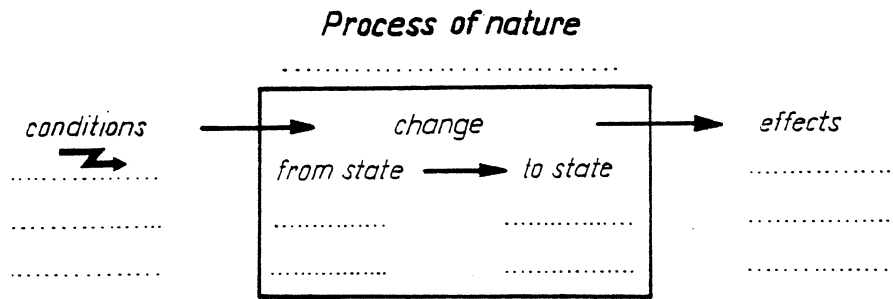 Process of nature
conditions change effects
from state to state